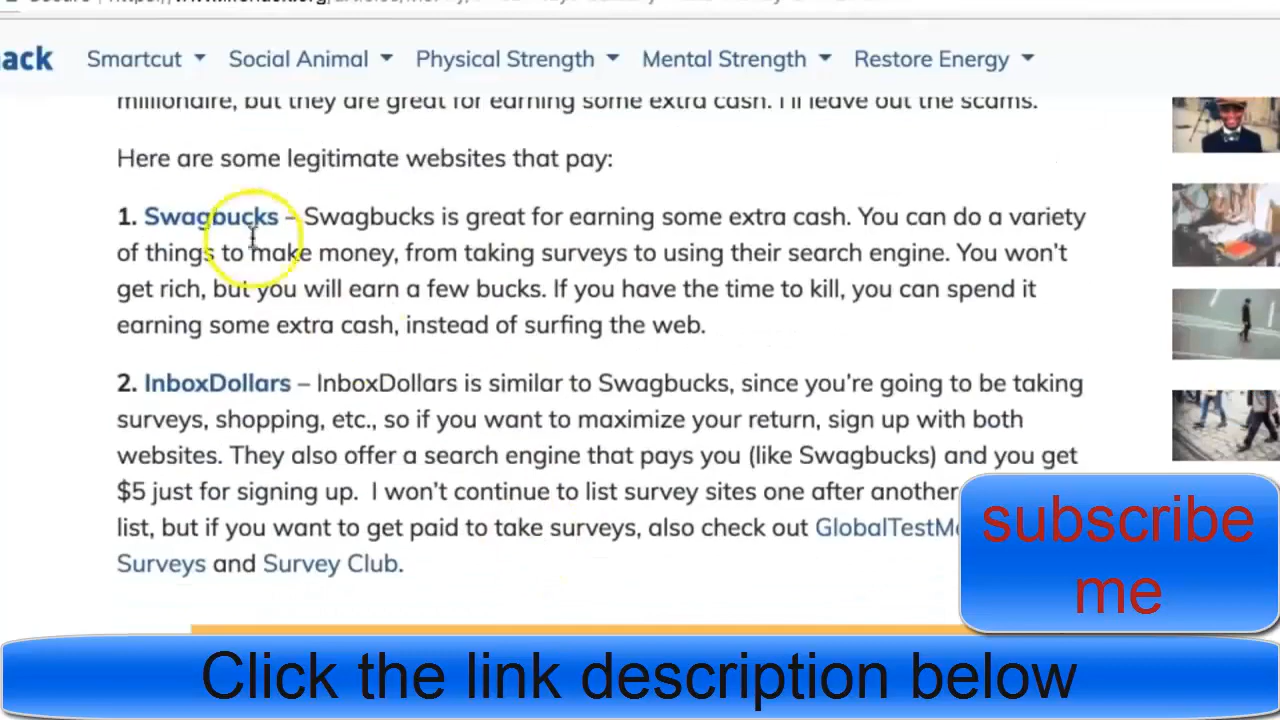 ack Smartcut Social Animal Physical Strength Mental Strength Restore Energy
millionaire, but they are great for earning some extra cash. I'll leave out the scams.
Here are some legitimate websites that pay:
1. Swagbucks – Swagbucks is great for earning some extra cash. You can do a variety
of things to make money, from taking surveys to using their search engine. You won't
get rich, but you will earn a few bucks. If you have the time to kill, you can spend it
earning some extra cash, instead of surfing the web.
2. InboxDollars – InboxDollars is similar to Swagbucks, since you're going to be taking
surveys, shopping, etc., so if you want to maximize your return, sign up with both
websites. They also offer a search engine that pays you (like Swagbucks) and you get
$5 just for signing up. I won't continue to list survey sites one after another
list, but if you want to get paid to take surveys, also check out GlobalTestM
Surveys and Survey Club.
subscribe
me
Click the link description below